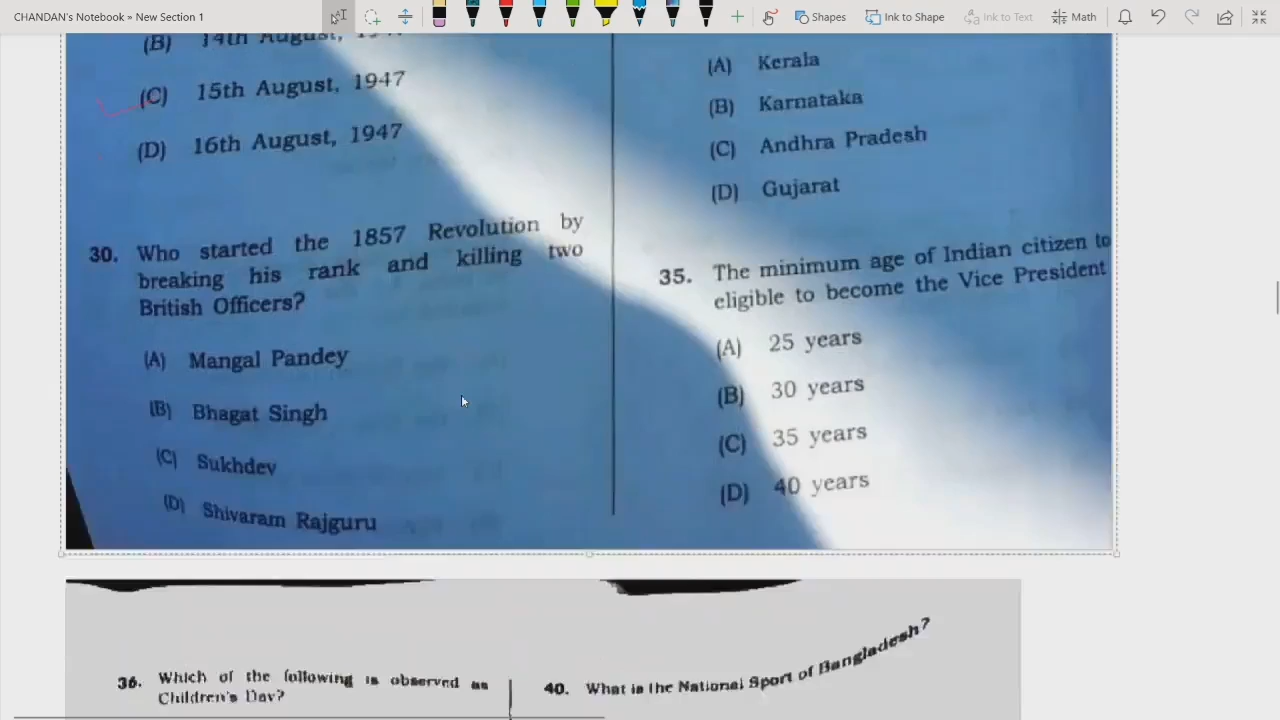 CHANDAN's Notebook » New Section 1
Shapes
Ink to Shape
Ink to Text
Math
(B) 14th August,
(C) 15th August, 1947
(D) 16th August, 1947
30. Who started the 1857 Revolution by
breaking his rank and killing two
British Officers?
(A) Mangal Pandey
(B) Bhagat Singh
(C) Sukhdev
(D) Shivaram Rajguru
(A) Kerala
(B) Karnataka
(C) Andhra Pradesh
(D) Gujarat
35. The minimum age of Indian citizen to
eligible to become the Vice President
(A) 25 years
(B) 30 years
(C) 35 years
(D) 40 years
36. Which of the following is observed as
Children's Day?
40. What is the National Sport of Bangladesh?